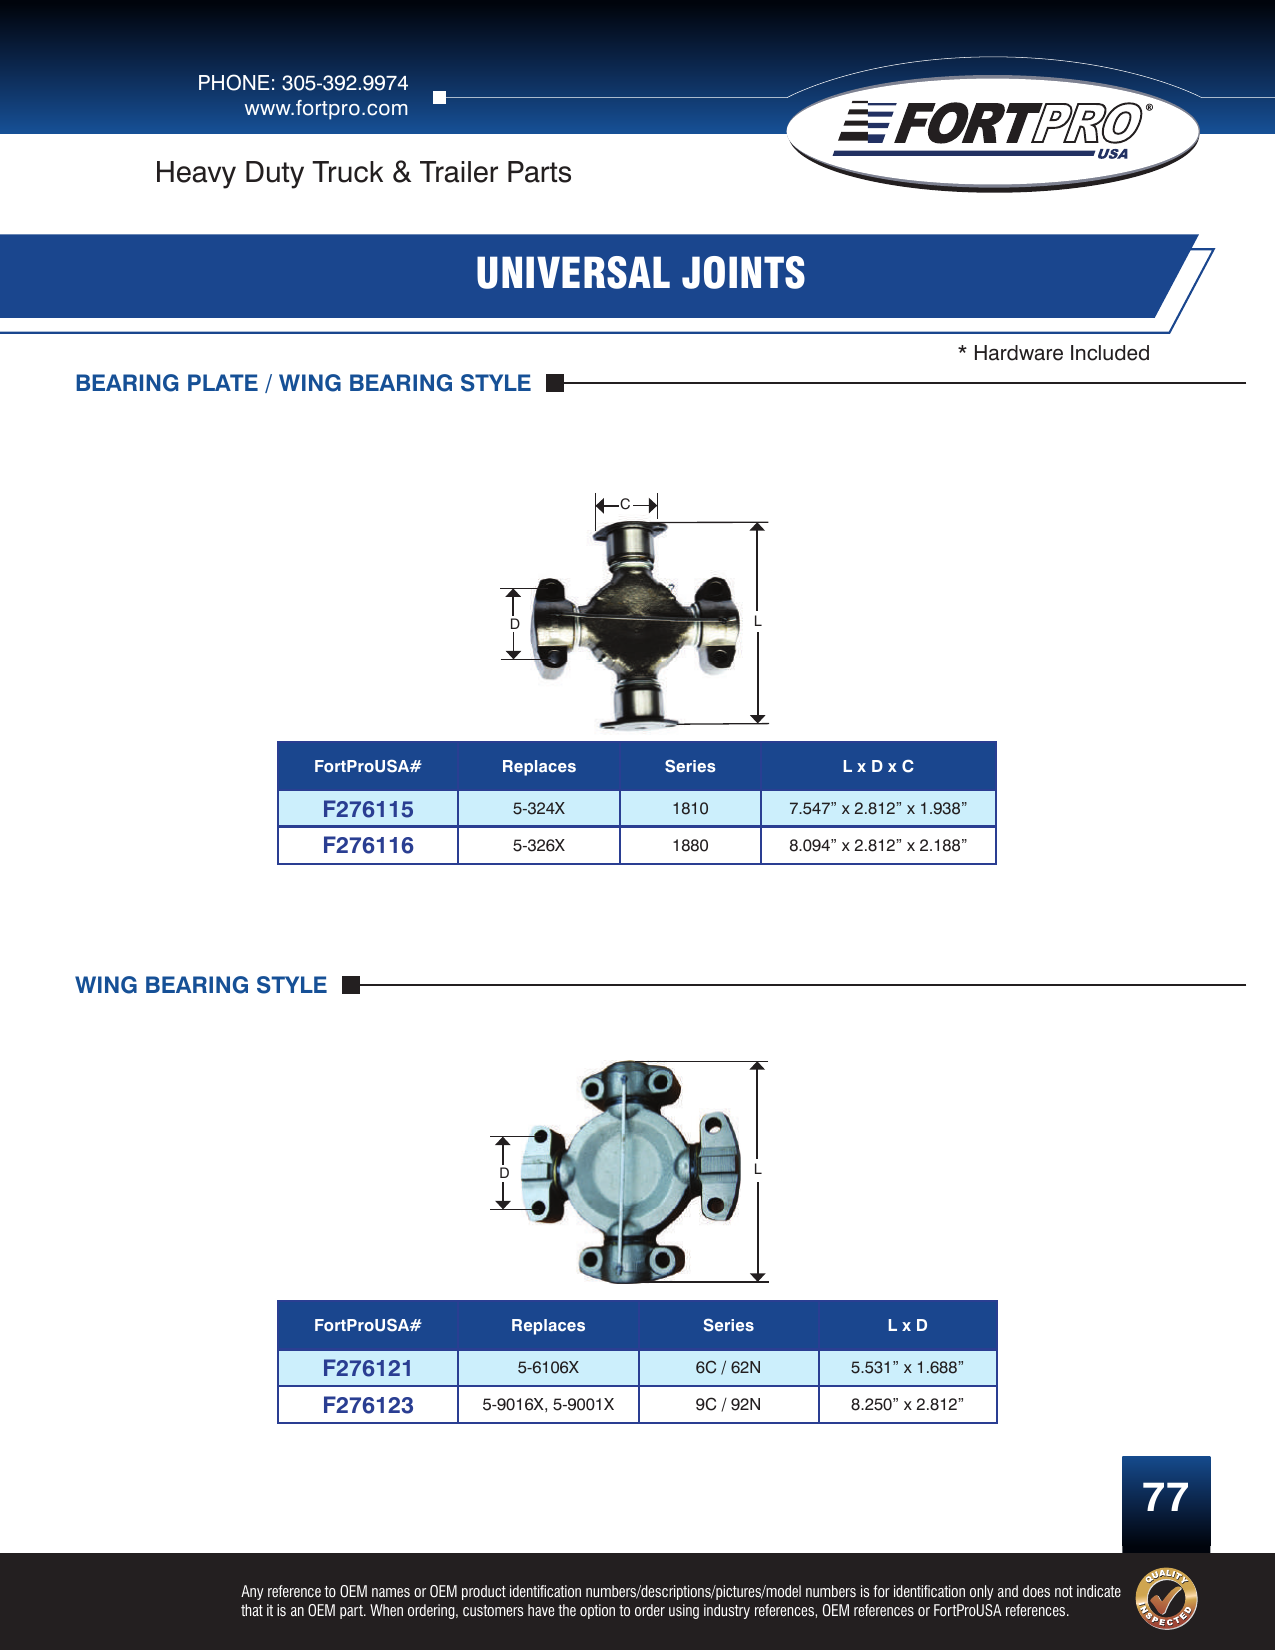 PHONE: 305-392.9974
www.fortpro.com
FORTPRO®
USA
Heavy Duty Truck & Trailer Parts
UNIVERSAL JOINTS
* Hardware Included
BEARING PLATE / WING BEARING STYLE
C
D
L
FortProUSA# Replaces Series L x D x C
F276115 5-324X 1810 7.547” x 2.812” x 1.938”
F276116 5-326X 1880 8.094” x 2.812” x 2.188”
WING BEARING STYLE
D
L
FortProUSA# Replaces Series L x D
F276121 5-6106X 6C / 62N 5.531” x 1.688”
F276123 5-9016X, 5-9001X 9C / 92N 8.250” x 2.812”
77
Any reference to OEM names or OEM product identification numbers/descriptions/pictures/model numbers is for identification only and does not indicate
that it is an OEM part. When ordering, customers have the option to order using industry references, OEM references or FortProUSA references.
QUALITY
INSPECTED